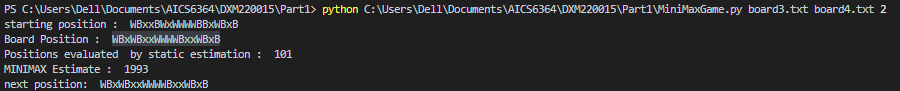 PS C:\Users\Dell\Documents\AICS6364\DXM220015\Part1> python C:\Users\Dell\Documents\AICS6364\DXM220015\Part1\MiniMaxGame.py board3.txt board4.txt 2
starting position :  WBxxBWxWWWWBBxWBxB
Board Position :  WBxWBxxWWWWBxxWBxB
Positions evaluated  by static estimation :  101
MINIMAX Estimate :  1993
next position:  WBxWBxxWWWWBxxWBxB